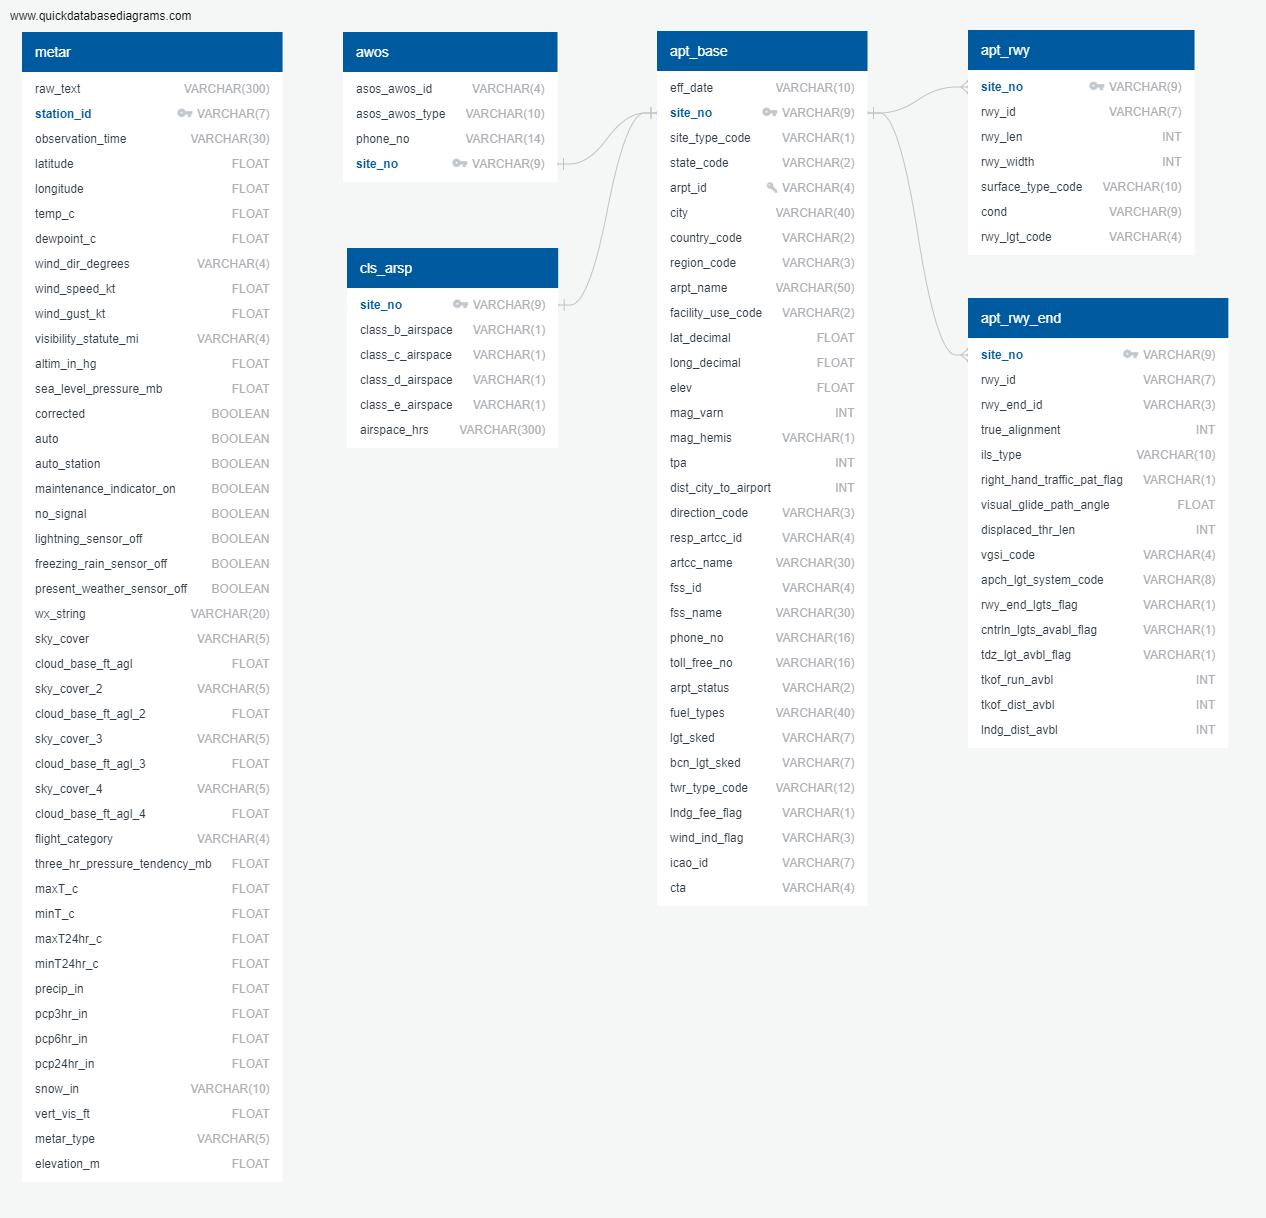 www.quickdatabasediagrams.com
metar
raw_text VARCHAR(300)
station_id VARCHAR(7)
observation_time VARCHAR(30)
latitude FLOAT
longitude FLOAT
temp_c FLOAT
dewpoint_c FLOAT
wind_dir_degrees VARCHAR(4)
wind_speed_kt FLOAT
wind_gust_kt FLOAT
visibility_statute_mi VARCHAR(4)
altim_in_hg FLOAT
sea_level_pressure_mb FLOAT
corrected BOOLEAN
auto BOOLEAN
auto_station BOOLEAN
maintenance_indicator_on BOOLEAN
no_signal BOOLEAN
lightning_sensor_off BOOLEAN
freezing_rain_sensor_off BOOLEAN
present_weather_sensor_off BOOLEAN
wx_string VARCHAR(20)
sky_cover VARCHAR(5)
cloud_base_ft_agl FLOAT
sky_cover_2 VARCHAR(5)
cloud_base_ft_agl_2 FLOAT
sky_cover_3 VARCHAR(5)
cloud_base_ft_agl_3 FLOAT
sky_cover_4 VARCHAR(5)
cloud_base_ft_agl_4 FLOAT
flight_category VARCHAR(4)
three_hr_pressure_tendency_mb FLOAT
maxT_c FLOAT
minT_c FLOAT
maxT24hr_c FLOAT
minT24hr_c FLOAT
precip_in FLOAT
pcp3hr_in FLOAT
pcp6hr_in FLOAT
pcp24hr_in FLOAT
snow_in VARCHAR(10)
vert_vis_ft FLOAT
metar_type VARCHAR(5)
elevation_m FLOAT
awos
asos_awos_id VARCHAR(4)
asos_awos_type VARCHAR(10)
phone_no VARCHAR(14)
site_no VARCHAR(9)
cls_arsp
site_no VARCHAR(9)
class_b_airspace VARCHAR(1)
class_c_airspace VARCHAR(1)
class_d_airspace VARCHAR(1)
class_e_airspace VARCHAR(1)
airspace_hrs VARCHAR(300)
apt_base
eff_date VARCHAR(10)
site_no VARCHAR(9)
site_type_code VARCHAR(1)
state_code VARCHAR(2)
arpt_id VARCHAR(4)
city VARCHAR(40)
country_code VARCHAR(2)
region_code VARCHAR(3)
arpt_name VARCHAR(50)
facility_use_code VARCHAR(2)
lat_decimal FLOAT
long_decimal FLOAT
elev FLOAT
mag_varn INT
mag_hemis VARCHAR(1)
tpa INT
dist_city_to_airport INT
direction_code VARCHAR(3)
resp_artcc_id VARCHAR(4)
artcc_name VARCHAR(30)
fss_id VARCHAR(4)
fss_name VARCHAR(30)
phone_no VARCHAR(16)
toll_free_no VARCHAR(16)
arpt_status VARCHAR(2)
fuel_types VARCHAR(40)
lgt_sked VARCHAR(7)
bcn_lgt_sked VARCHAR(7)
twr_type_code VARCHAR(12)
lndg_fee_flag VARCHAR(1)
wind_ind_flag VARCHAR(3)
icao_id VARCHAR(7)
cta VARCHAR(4)
apt_rwy
site_no VARCHAR(9)
rwy_id VARCHAR(7)
rwy_len INT
rwy_width INT
surface_type_code VARCHAR(10)
cond VARCHAR(9)
rwy_lgt_code VARCHAR(4)
apt_rwy_end
site_no VARCHAR(9)
rwy_id VARCHAR(7)
rwy_end_id VARCHAR(3)
true_alignment INT
ils_type VARCHAR(10)
right_hand_traffic_pat_flag VARCHAR(1)
visual_glide_path_angle FLOAT
displaced_thr_len INT
vgsi_code VARCHAR(4)
apch_lgt_system_code VARCHAR(8)
rwy_end_lgts_flag VARCHAR(1)
cntrln_lgts_avabl_flag VARCHAR(1)
tdz_lgt_avbl_flag VARCHAR(1)
tkof_run_avbl INT
tkof_dist_avbl INT
lndg_dist_avbl INT